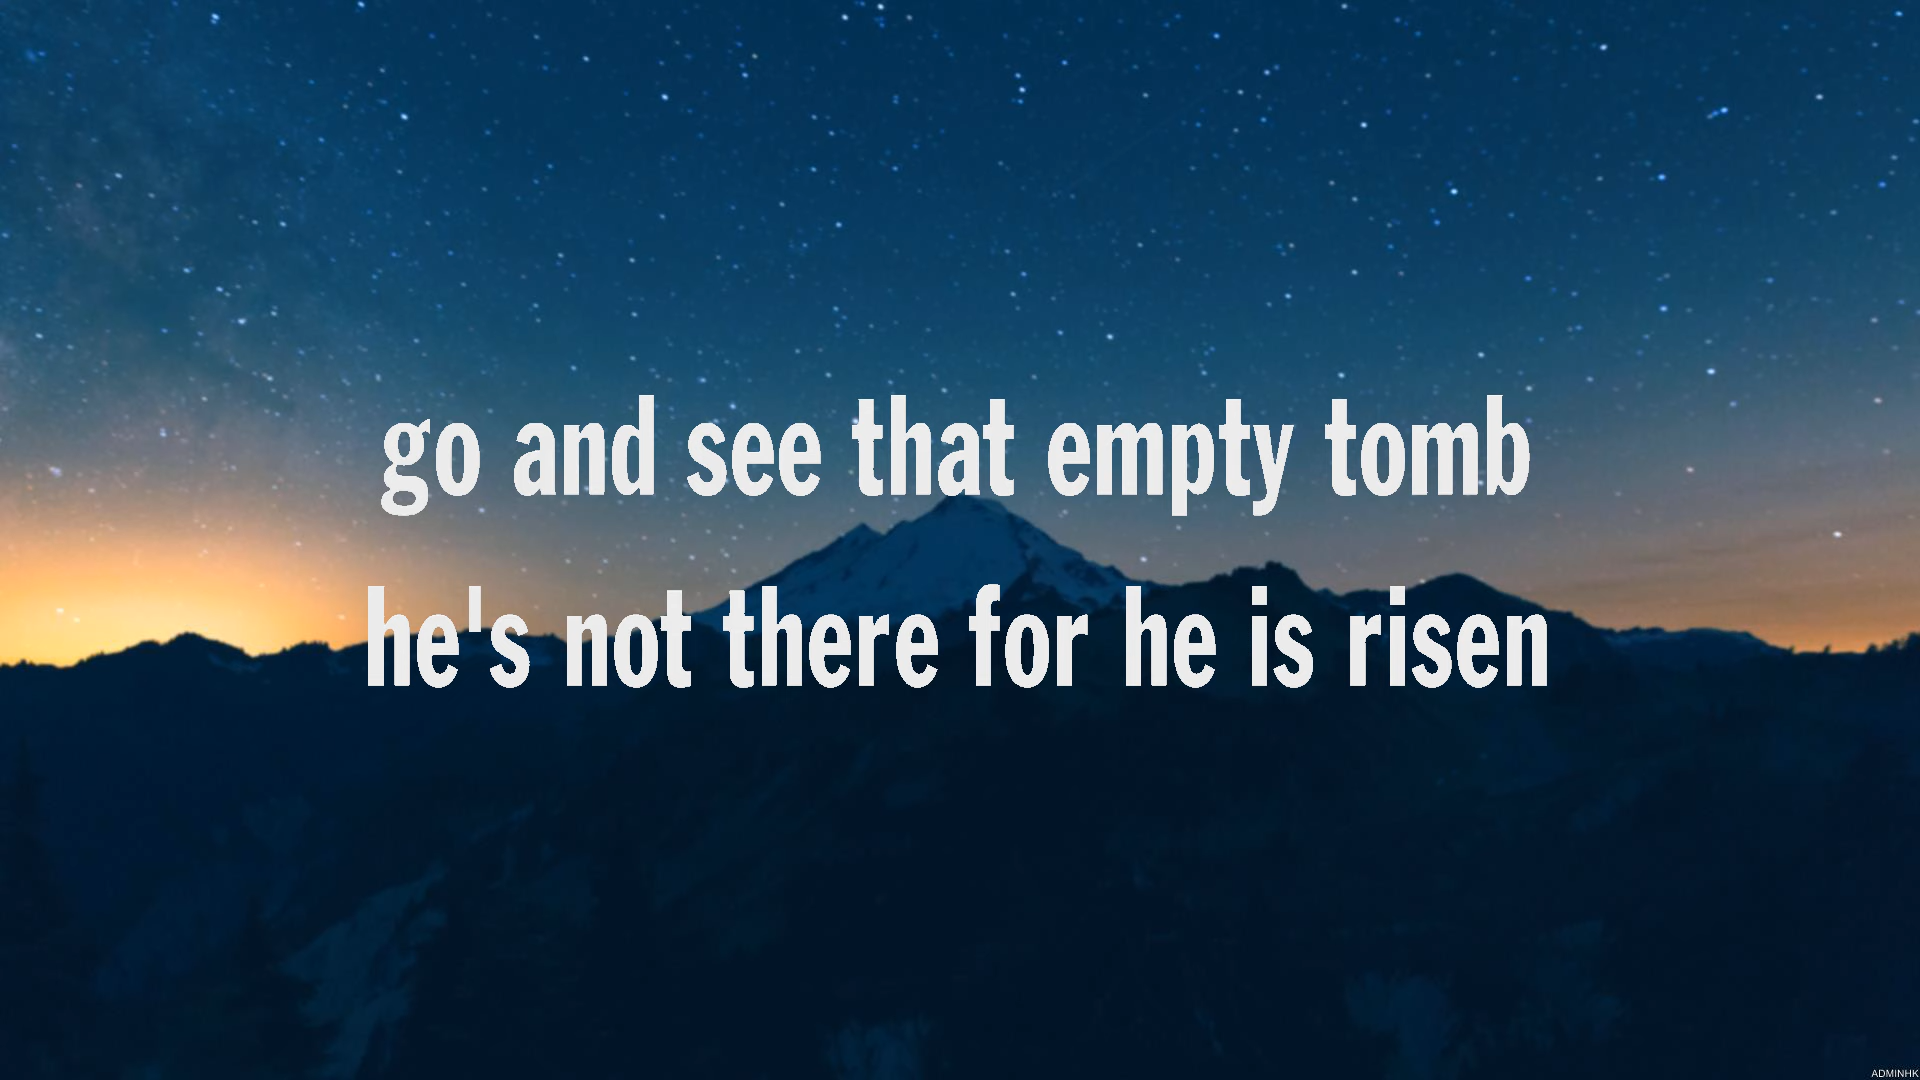 go and see that empty tomb
he's not there for he is risen
ADMINHK